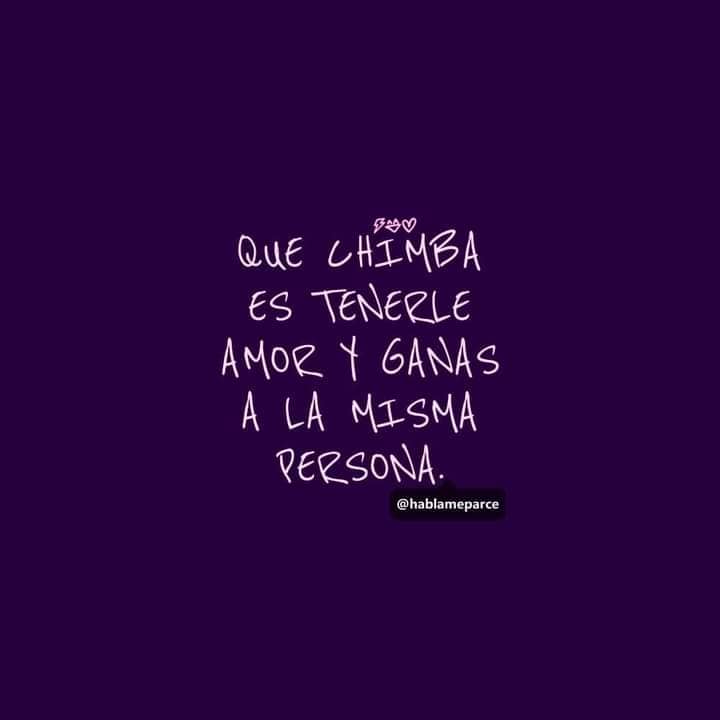 QUE CHIMBA
ES TENERLE
AMOR Y GANAS
A LA MISMA
PERSONA.
@hablameparce